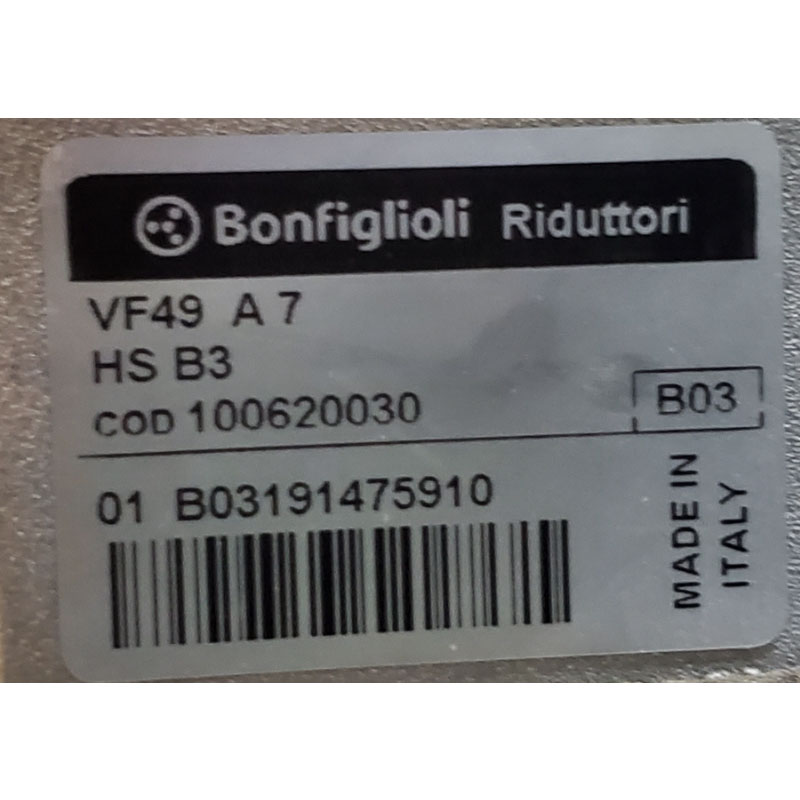 Bonfiglioli Riduttori
VF49 A 7
HS B3
COD 100620030
B03
01 B03191475910
MADE IN
ITALY